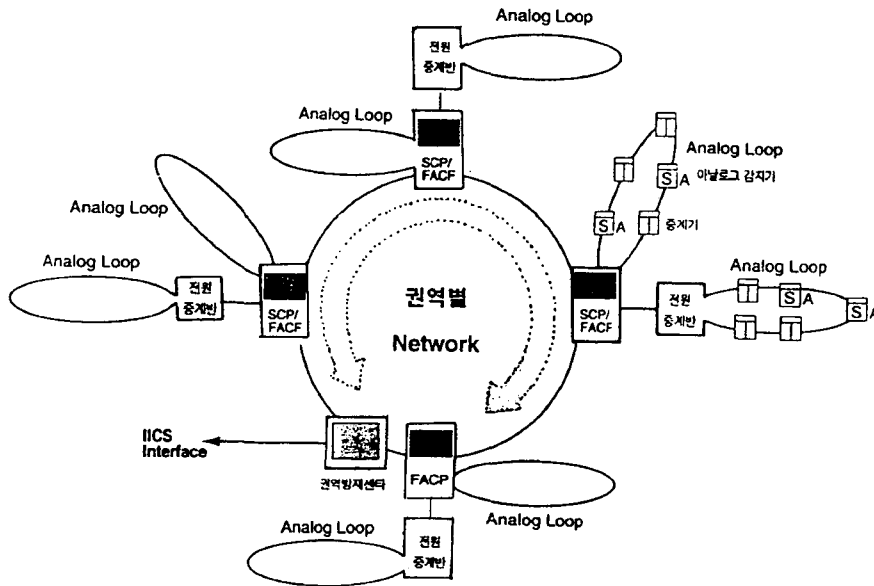 Analog Loop
전원
중계반
Analog Loop
SCP/
FACF
Analog Loop
Analog Loop
전원
중계반
SCP/
FACF
T
T
T
S A
S A
Analog Loop
아날로그 감지기
중계기
SCP/
FACF
전원
중계반
Analog Loop
T
S A
S A
T
T
권역별
Network
IICS
Interface
권역방재센타
FACP
Analog Loop
Analog Loop
전원
중계반